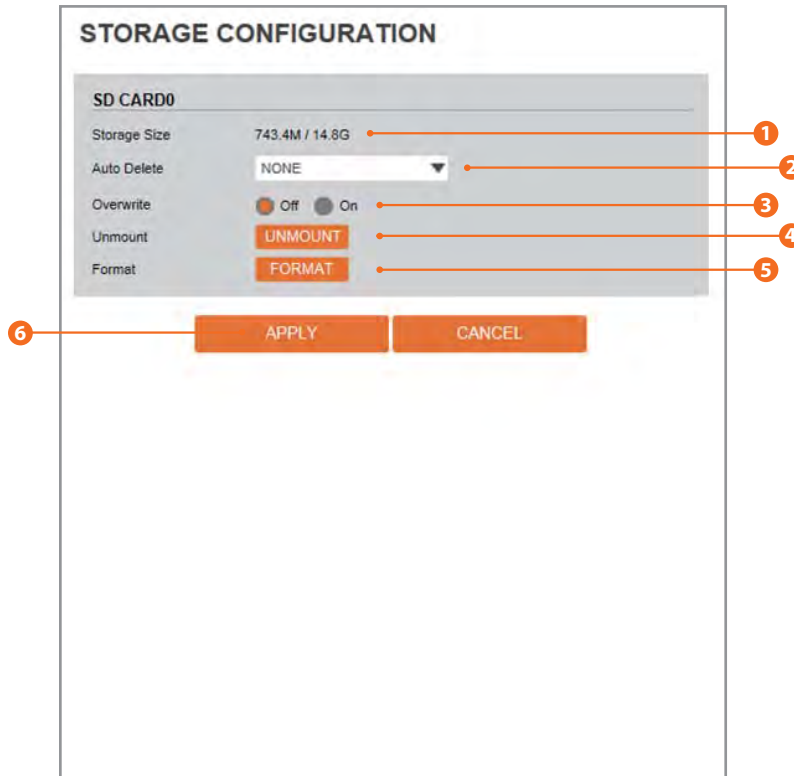 STORAGE CONFIGURATION
SD CARD0
Storage Size 743.4M / 14.8G 1
Auto Delete NONE 2
Overwrite Off On 3
Unmount UNMOUNT 4
Format FORMAT 5
6 APPLY CANCEL